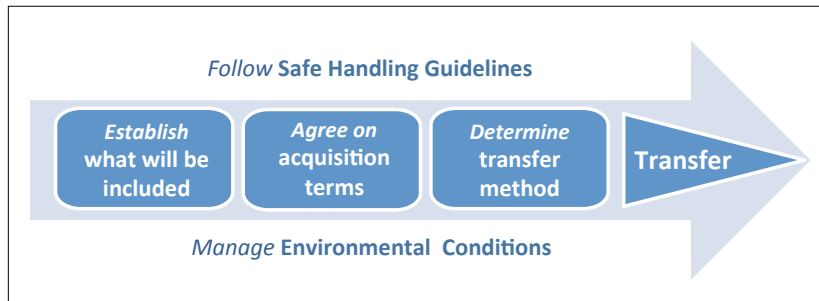 Follow Safe Handling Guidelines
Establish
what will be
included
Agree on
acquisition
terms
Determine
transfer
method
Transfer
Manage Environmental Conditions